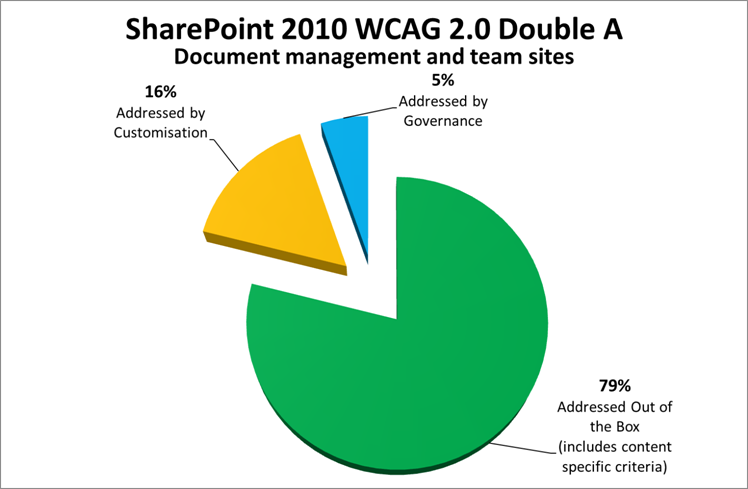 SharePoint 2010 WCAG 2.0 Double A
Document management and team sites
16%
Addressed by
Customisation
5%
Addressed by
Governance
79%
Addressed Out of
the Box
(includes content
specific criteria)